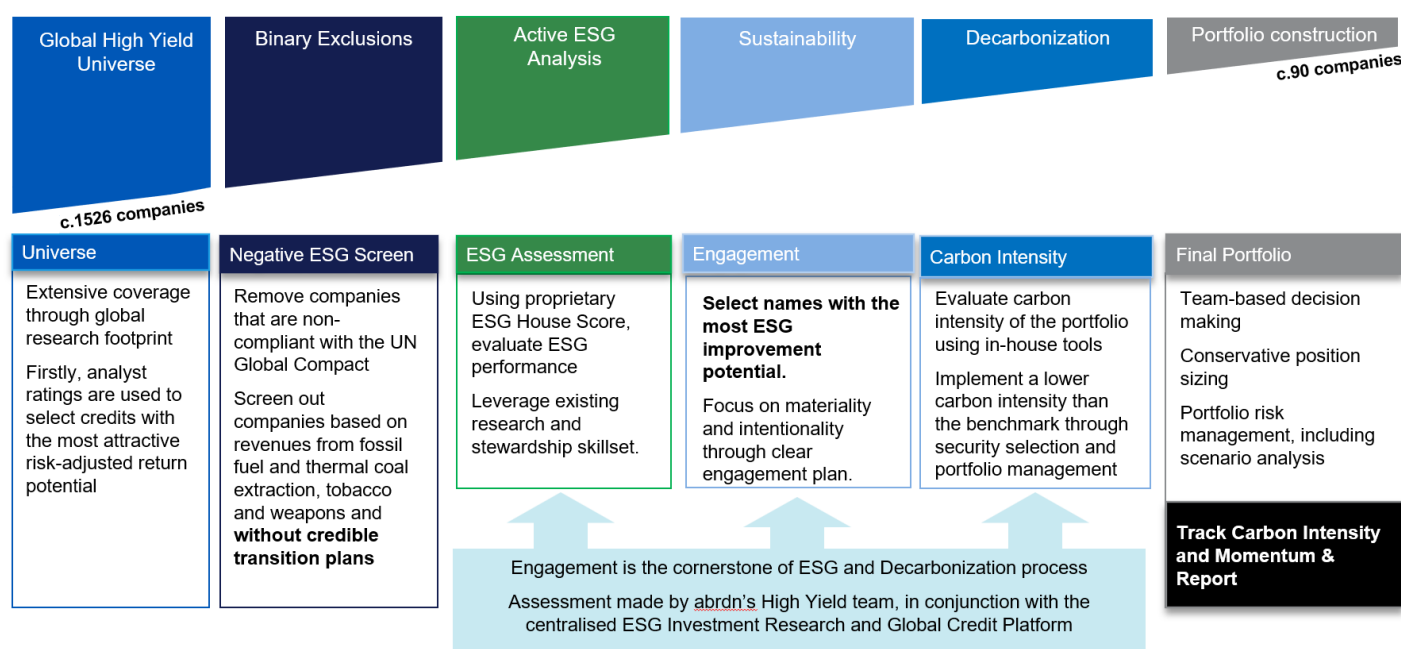 Global High Yield
Universe
Binary Exclusions
Active ESG
Analysis
Sustainability
Decarbonization
Portfolio construction
c.90 companies
c.1526 companies
Universe
Extensive coverage
through global
research footprint
Firstly, analyst
ratings are used to
select credits with
the most attractive
risk-adjusted return
potential
Negative ESG Screen
Remove companies
that are non-
compliant with the UN
Global Compact
Screen out
companies based on
revenues from fossil
fuel and thermal coal
extraction, tobacco
and weapons and
without credible
transition plans
ESG Assessment
Using proprietary
ESG House Score,
evaluate ESG
performance
Leverage existing
research and
stewardship skillset.
Engagement
Select names with the
most ESG
improvement
potential.
Focus on materiality
and intentionality
through clear
engagement plan.
Carbon Intensity
Evaluate carbon
intensity of the portfolio
using in-house tools
Implement a lower
carbon intensity than
the benchmark through
security selection and
portfolio management
Final Portfolio
Team-based decision
making
Conservative position
sizing
Portfolio risk
management, including
scenario analysis
Track Carbon Intensity
and Momentum &
Report
Engagement is the cornerstone of ESG and Decarbonization process
Assessment made by abrdn's High Yield team, in conjunction with the
centralised ESG Investment Research and Global Credit Platform